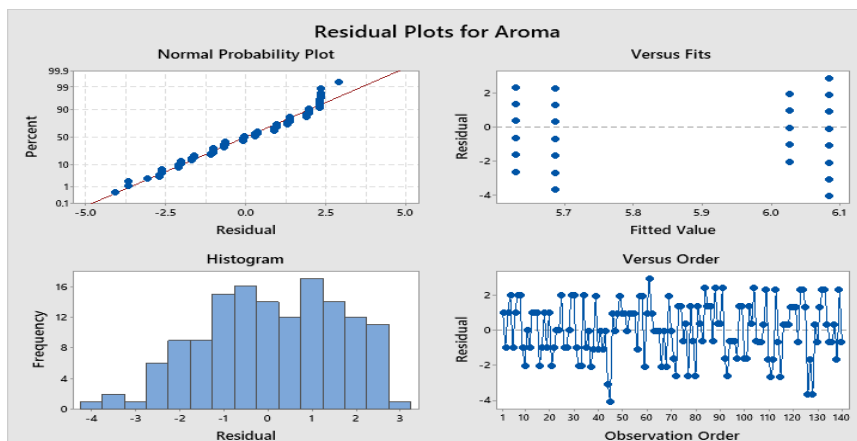 Residual Plots for Aroma
Normal Probability Plot
99.9
99
90
50
10
1
0.1
Percent
-5.0 -2.5 0.0 2.5 5.0
Residual
Versus Fits
2
0
-2
-4
Residual
5.7 5.8 5.9 6.0 6.1
Fitted Value
Histogram
16
12
8
4
0
Frequency
-4 -3 -2 -1 0 1 2 3
Residual
Versus Order
2
0
-2
-4
Residual
1 10 20 30 40 50 60 70 80 90 100 110 120 130 140
Observation Order